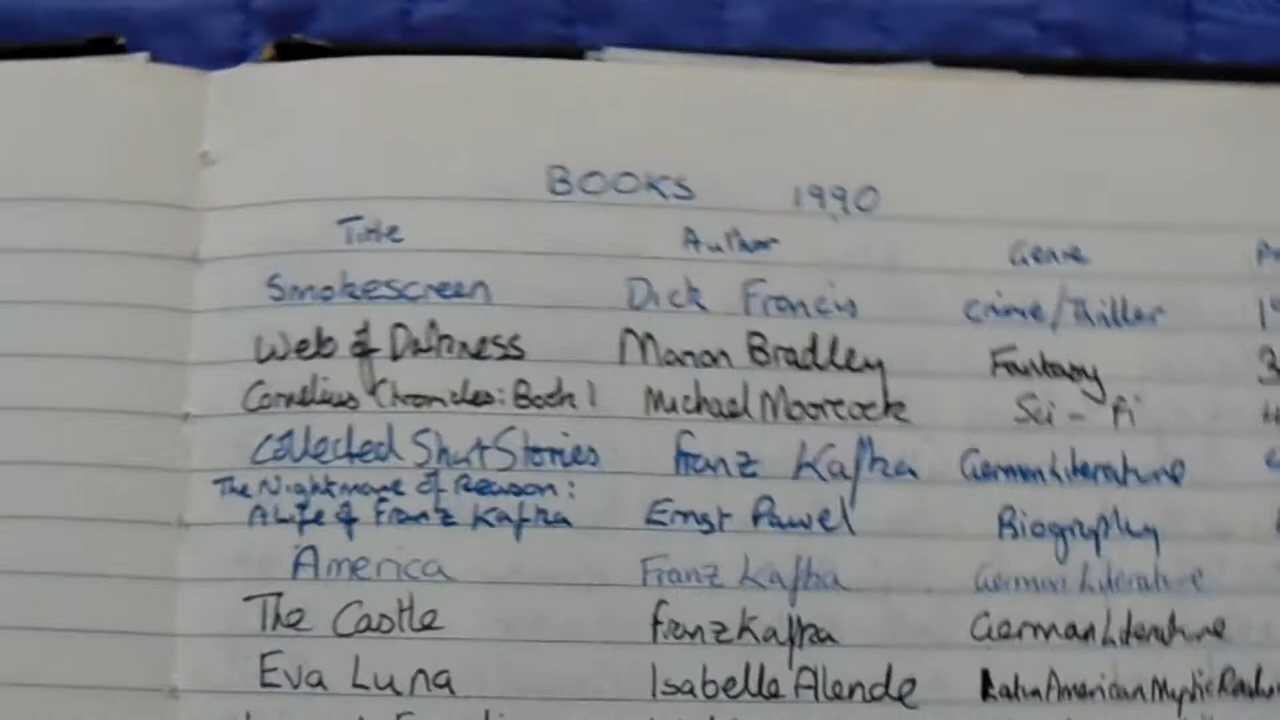 BOOKS 1990
Title Author Genre
Smokescreen Dick Francis Crime/Thriller
Web of Darkness Marion Bradley Fantasy
Cornelius Chronicles: Book 1 Michael Moorcock Sci-Fi
Collected Short Stories Franz Kafka German Literature
The Nightmare of Reason:
A Life of Franz Kafka Ernst Pawel Biography
America Franz Kafka German Literature
The Castle Franz Kafka German Literature
Eva Luna Isabelle Alende Latin American Mystic